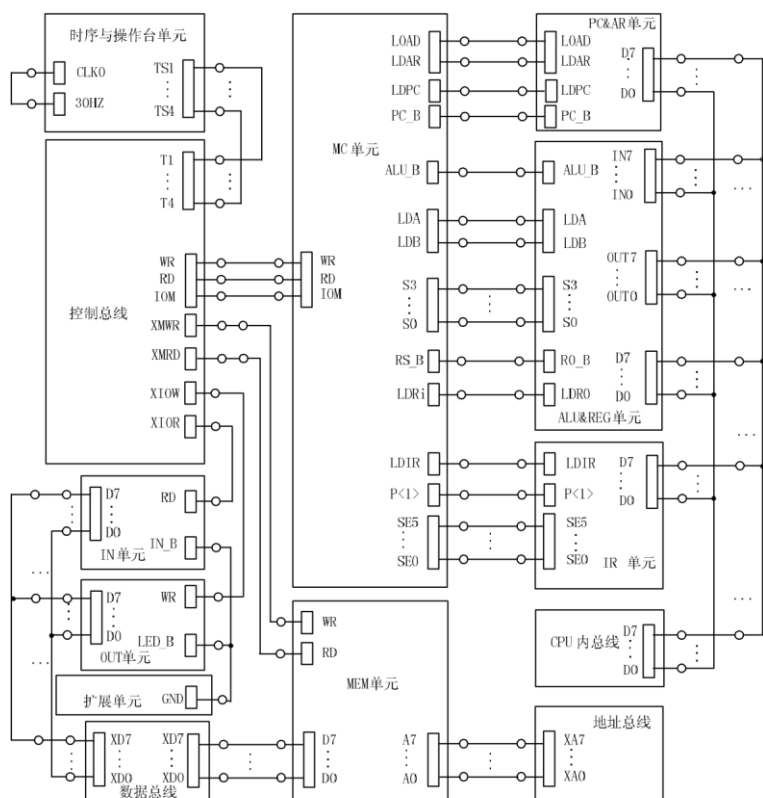 时序与操作台单元
CLK0
30HZ
TS1
TS4
控制总线
T1
T4
WR
RD
IOM
XMWR
XMRD
XIOW
XIOR
IN单元
D7
D0
RD
IN_B
OUT单元
D7
D0
WR
LED_B
扩展单元
GND
数据总线
XD7
XD0
XD7
XD0
MC单元
LOAD
LDAR
LDPC
PC_B
ALU_B
LDA
LDB
S3
S0
RS_B
LDRi
LDIR
P<1>
SE5
SE0
WR
RD
IOM
MEM单元
WR
RD
D7
D0
A7
A0
PC&AR单元
LOAD
LDAR
LDPC
PC_B
D7
D0
ALU&REG单元
ALU_B
LDA
LDB
S3
S0
R0_B
LDR0
IN7
IN0
OUT7
OUT0
D7
D0
IR 单元
LDIR
P<1>
SE5
SE0
D7
D0
CPU内总线
D7
D0
地址总线
XA7
XA0